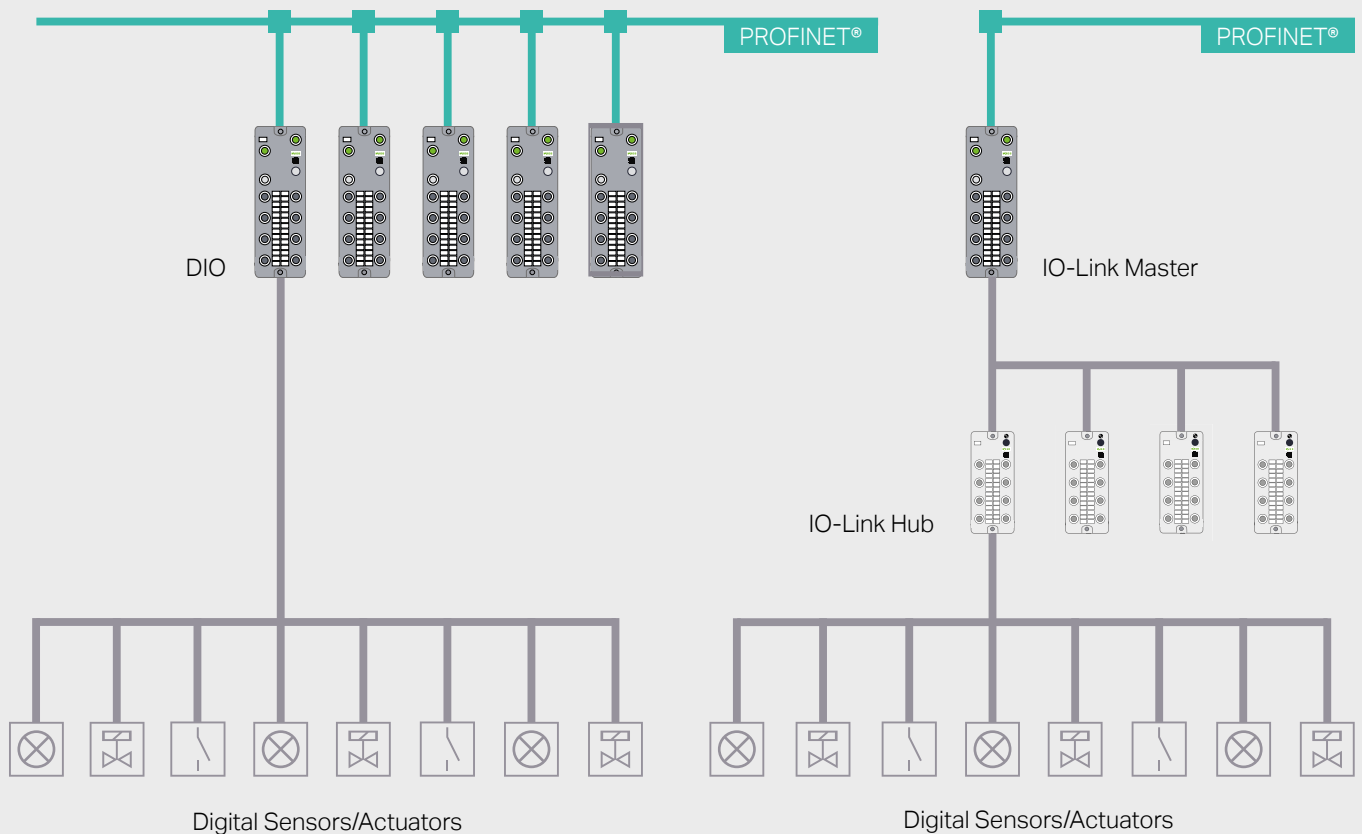 PROFINET®
PROFINET®
DIO
IO-Link Master
IO-Link Hub
Digital Sensors/Actuators
Digital Sensors/Actuators